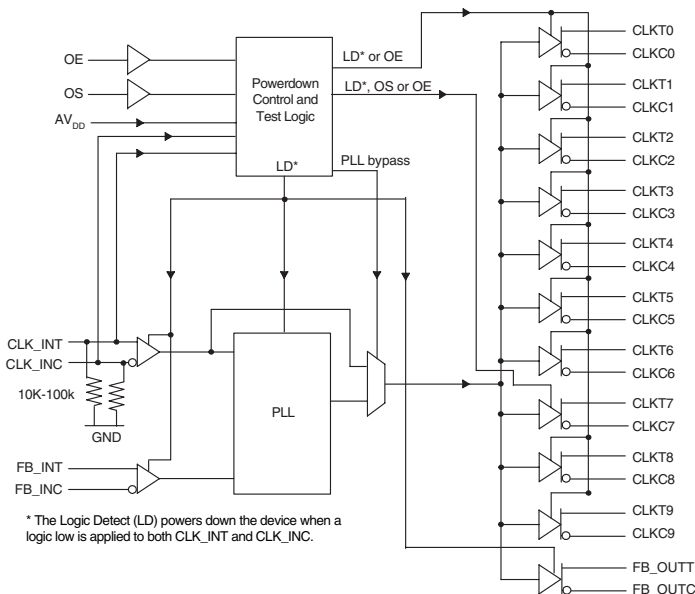 OE
OS
AVDD
Powerdown
Control and
Test Logic
LD*
LD* or OE
LD*, OS or OE
PLL bypass
CLK_INT
CLK_INC
10K-100k
GND
FB_INT
FB_INC
PLL
CLKT0
CLKC0
CLKT1
CLKC1
CLKT2
CLKC2
CLKT3
CLKC3
CLKT4
CLKC4
CLKT5
CLKC5
CLKT6
CLKC6
CLKT7
CLKC7
CLKT8
CLKC8
CLKT9
CLKC9
FB_OUTT
FB_OUTC
* The Logic Detect (LD) powers down the device when a
logic low is applied to both CLK_INT and CLK_INC.